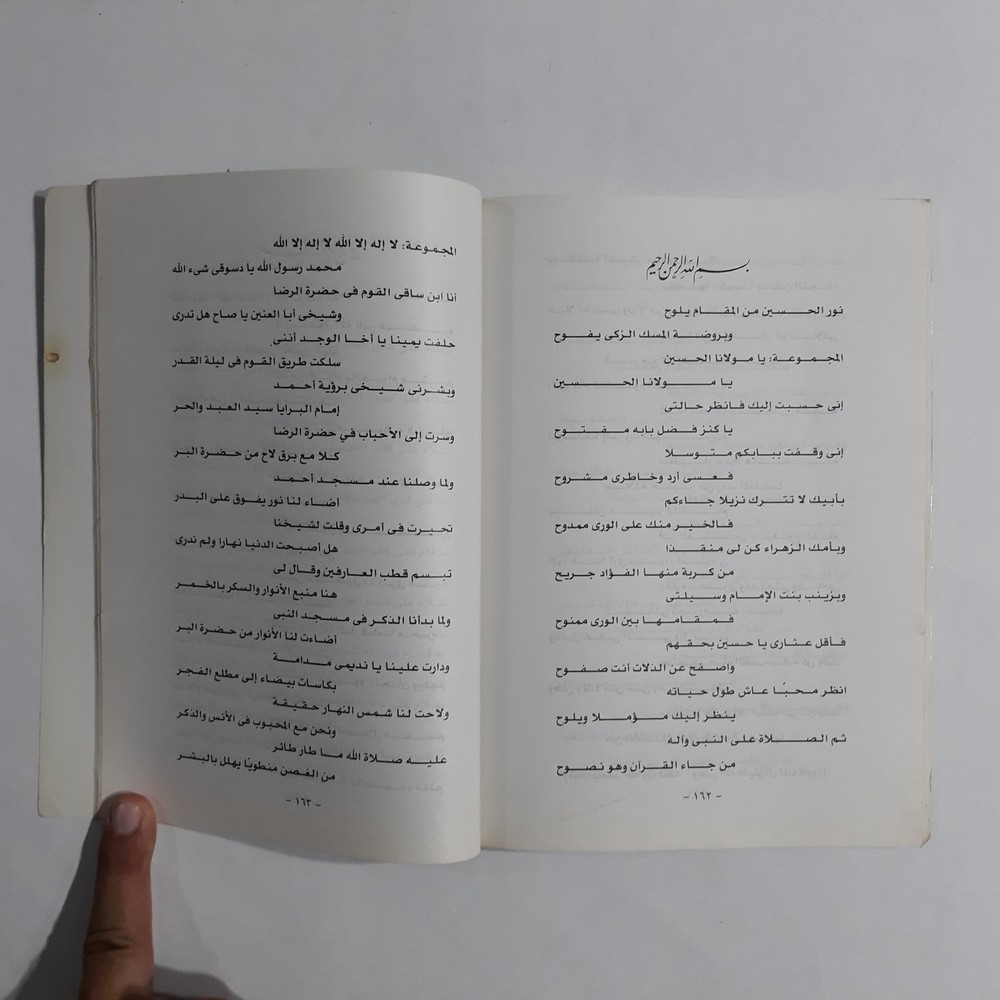 بسم الله الرحمن الرحيم
نور الحسين من المقام يلوح
وبروضنة المسك الزكى يفوح
المجموعة: يا مولانا الحسين
يا مولانا الحسين
إنى حسبت إليك فانظر حالتى
يا كنز فضل بابه مفتوح
إنى وقفت ببابكم متوسلا
فعسى أرد وخاطرى مشروح
بأبيك لا تترك نزيلا جاءكم
فالخير منك على الورى ممدوح
وبأمك الزهراء كن لى منقذا
من كربة منها الفؤاد جريح
وبزينب بنت الإمام وسيلتى
فمقامها بين الورى ممنوح
فأقل عثارى يا حسين بحقهم
واصفح عن الذلات أنت صفوح
انظر محبًا عاش طول حياته
ينظر إليك مؤملا ويلوح
ثم الصلاة على النبى وآله
من جاء القرآن وهو نصوح
- ١٦٢ -
المجموعة: لا إله إلا الله لا إله إلا الله
محمد رسول الله يا دسوقى شىء الله
أنا ابن ساقى القوم فى حضرة الرضا
وشيخى أبا العنين يا صاح هل تدرى
حلفت يمينا يا أخا الوجد أننى
سلكت طريق القوم فى ليلة القدر
وبشرنى شيخى برؤية أحمد
إمام البرايا سيد العبد والحر
وسرت إلى الأحباب في حضرة الرضا
كلا مع برق لاح من حضرة البر
ولما وصلنا عند مسجد أحمد
أضاء لنا نور يفوق على البدر
تحيرت فى أمرى وقلت لشيخنا
هل أصبحت الدنيا نهارا ولم ندرى
تبسم قطب العارفين وقال لى
هنا منبع الأنوار والسكر بالخمر
ولما بدأنا الذكر فى مسجد النبى
أضاءت لنا الأنوار من حضرة البر
ودارت علينا يا نديمى مدامة
بكاسات بيضاء إلى مطلع الفجر
ولاحت لنا شمس النهار حقيقة
ونحن مع المحبوب فى الأنس والذكر
عليه صلاة الله ما طار طائر
من الغصن منطويًا يهلل بالبشر
- ١٦٣ -